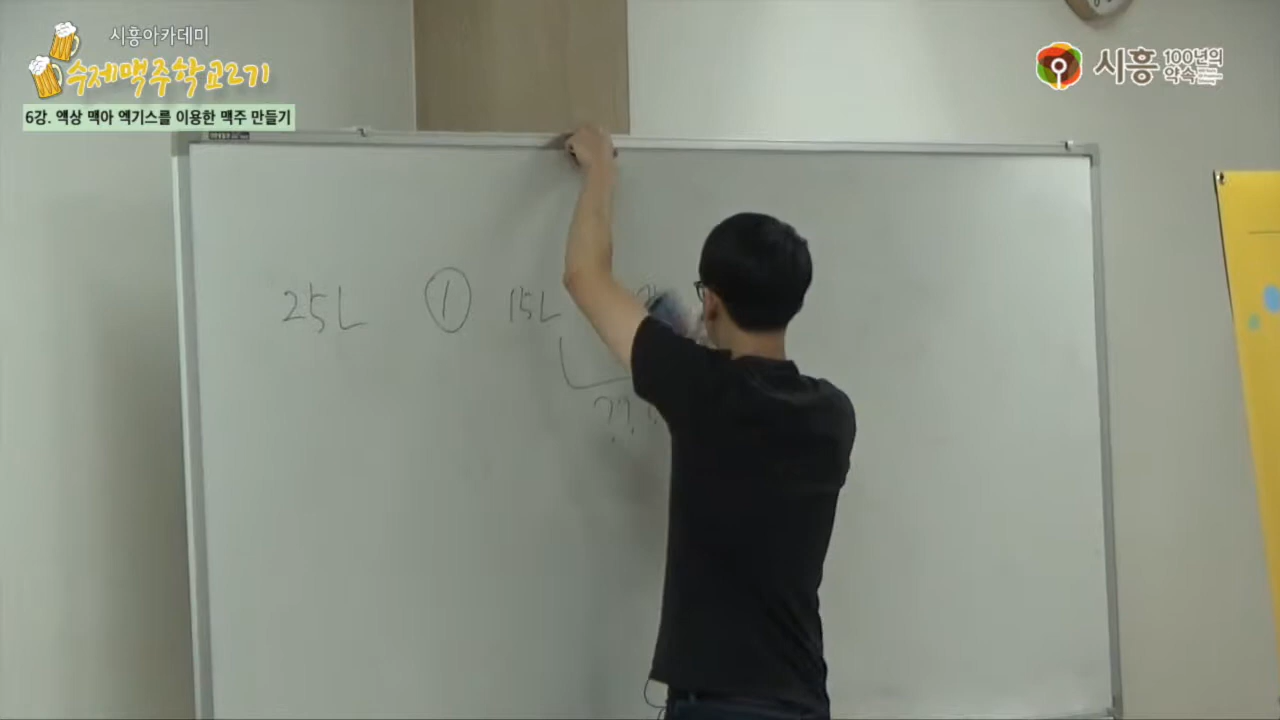 시흥아카데미
수제맥주학교2기
6강. 액상 맥아 엑기스를 이용한 맥주 만들기
시흥 100년의 약속
25L ① 15L
? ?